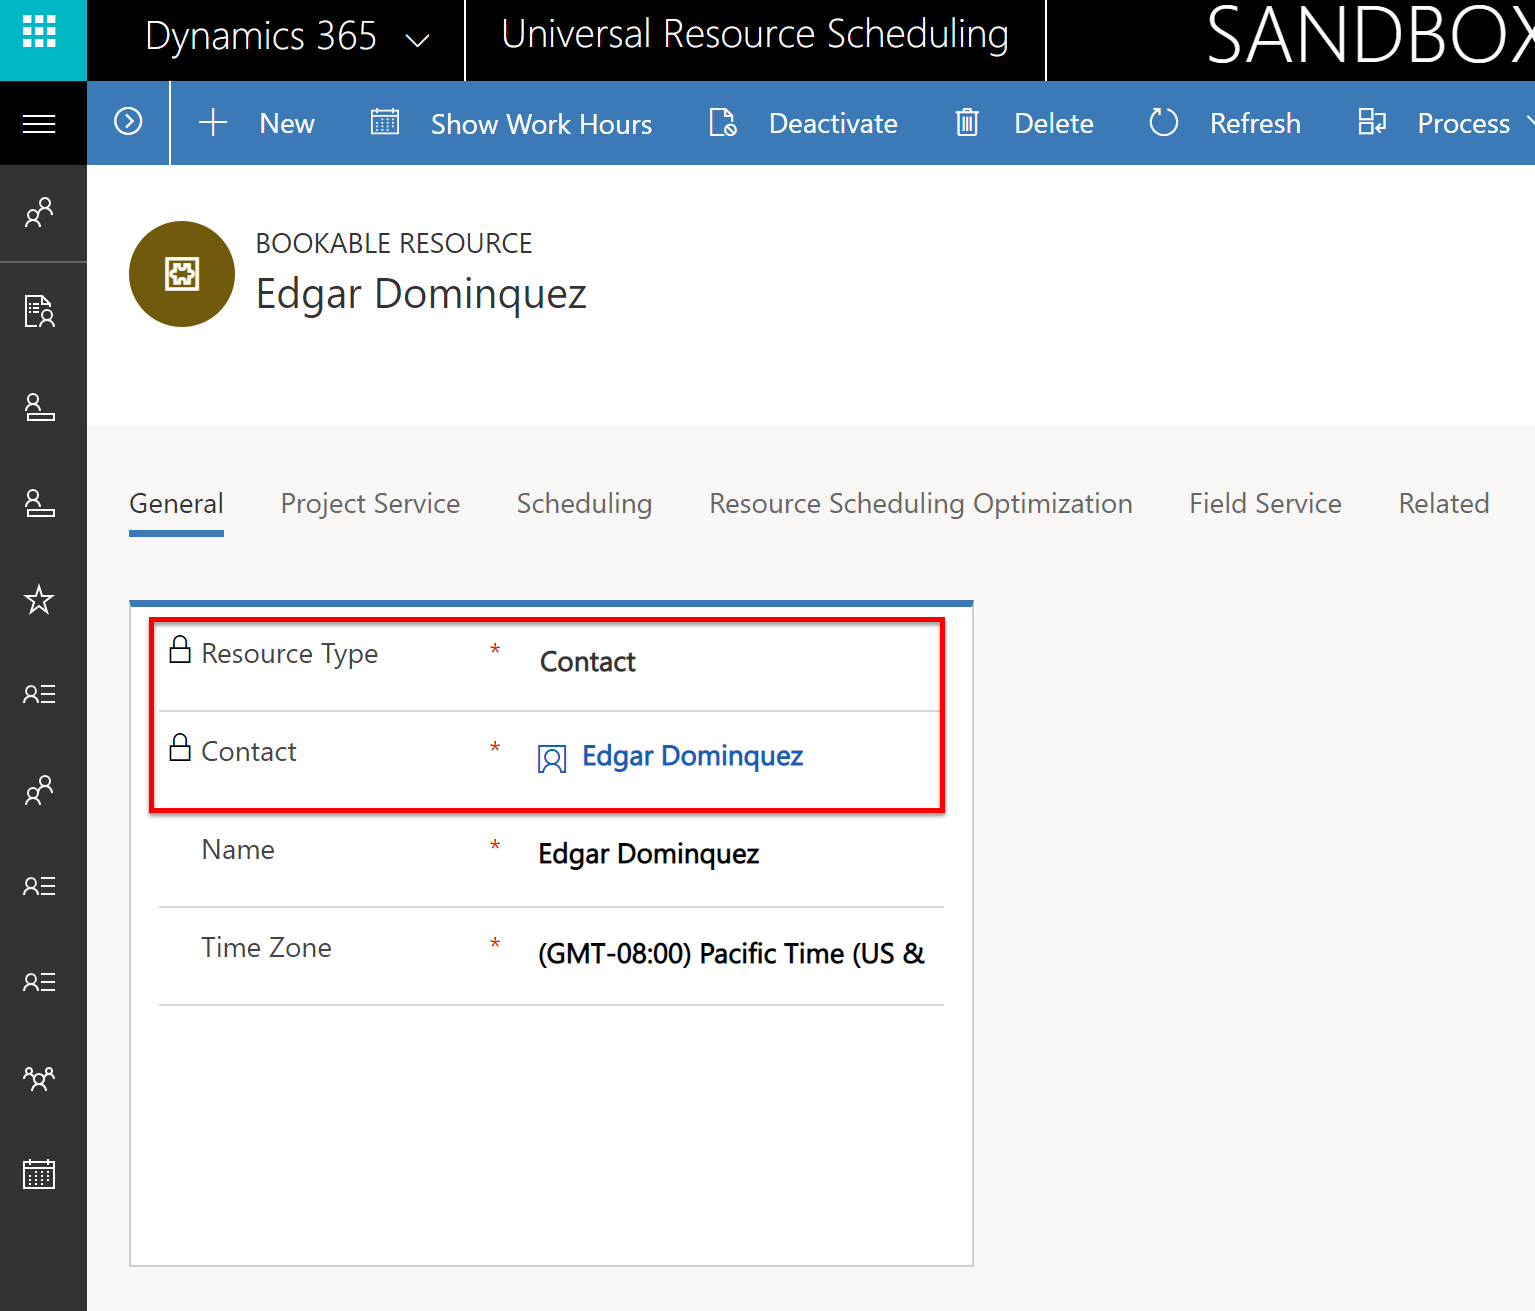 Dynamics 365
Universal Resource Scheduling
SANDBOX
New
Show Work Hours
Deactivate
Delete
Refresh
Process
BOOKABLE RESOURCE
Edgar Dominquez
General
Project Service
Scheduling
Resource Scheduling Optimization
Field Service
Related
Resource Type * Contact
Contact * Edgar Dominquez
Name * Edgar Dominquez
Time Zone * (GMT-08:00) Pacific Time (US &